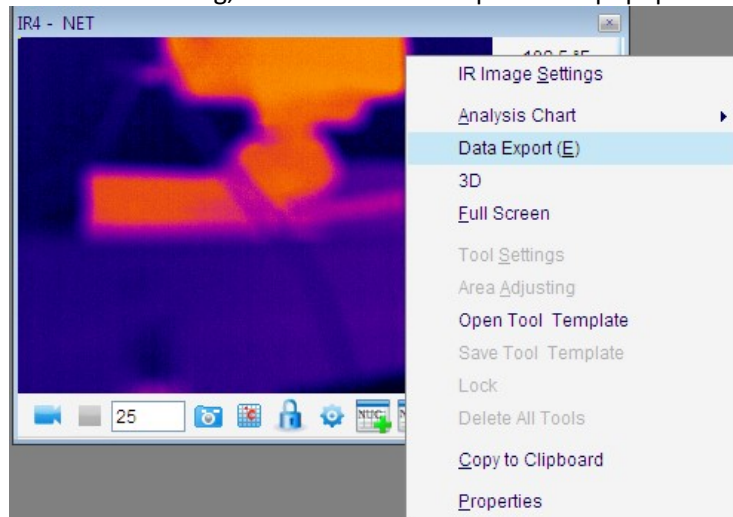 IR4 - NET
IR Image Settings
Analysis Chart
Data Export (E)
3D
Full Screen
Tool Settings
Area Adjusting
Open Tool Template
Save Tool Template
Lock
Delete All Tools
Copy to Clipboard
Properties
25
NUC